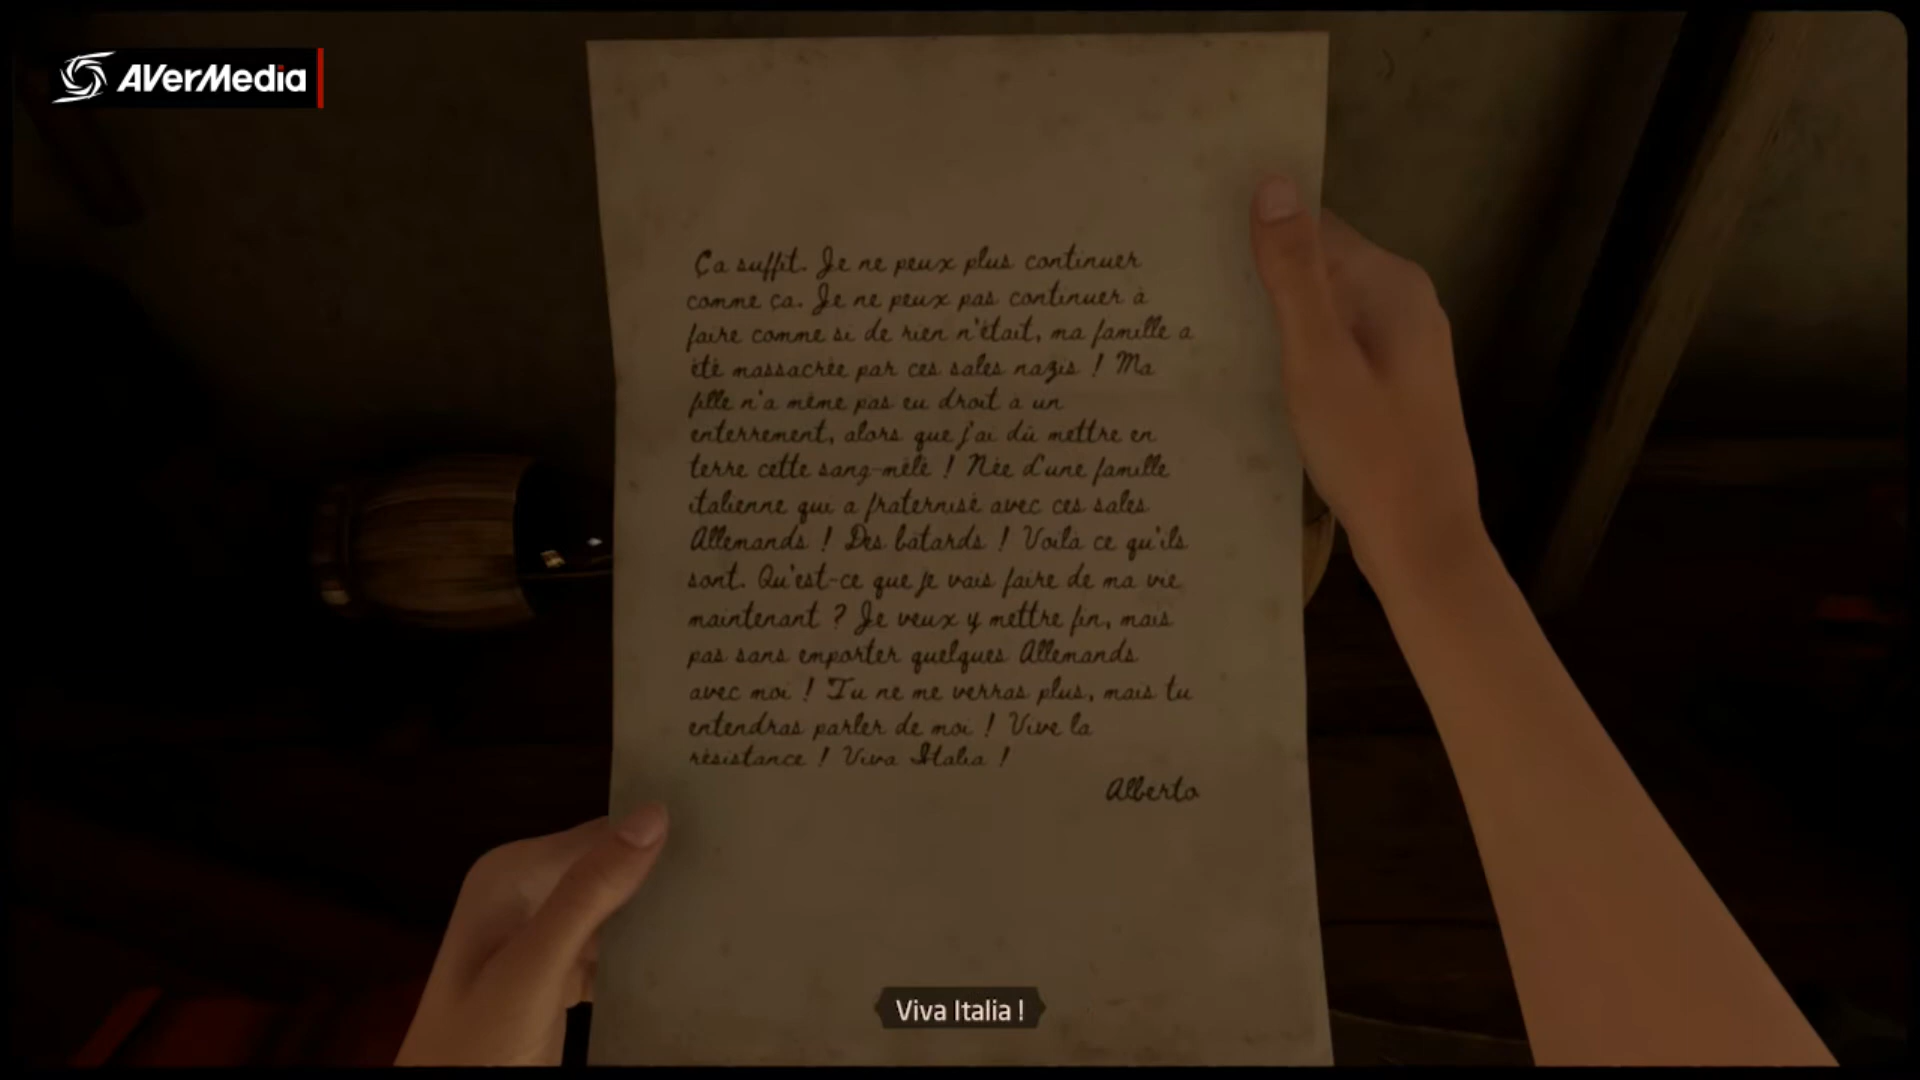 AVerMedia
Ça suffit. Je ne peux plus continuer
comme ça. Je ne peux pas continuer à
faire comme si de rien n'était, ma famille a
été massacrée par ces sales nazis ! Ma
fille n'a même pas eu droit à un
enterrement, alors que j'ai dû mettre en
terre cette sang-mêlé ! Née d'une famille
italienne qui a fraternisé avec ces sales
Allemands ! Des bâtards ! Voilà ce qu'ils
sont. Qu'est-ce que je vais faire de ma vie
maintenant ? Je veux y mettre fin, mais
pas sans emporter quelques Allemands
avec moi ! Tu ne me verras plus, mais tu
entendras parler de moi ! Vive la
résistance ! Viva Italia !
Alberto
Viva Italia !